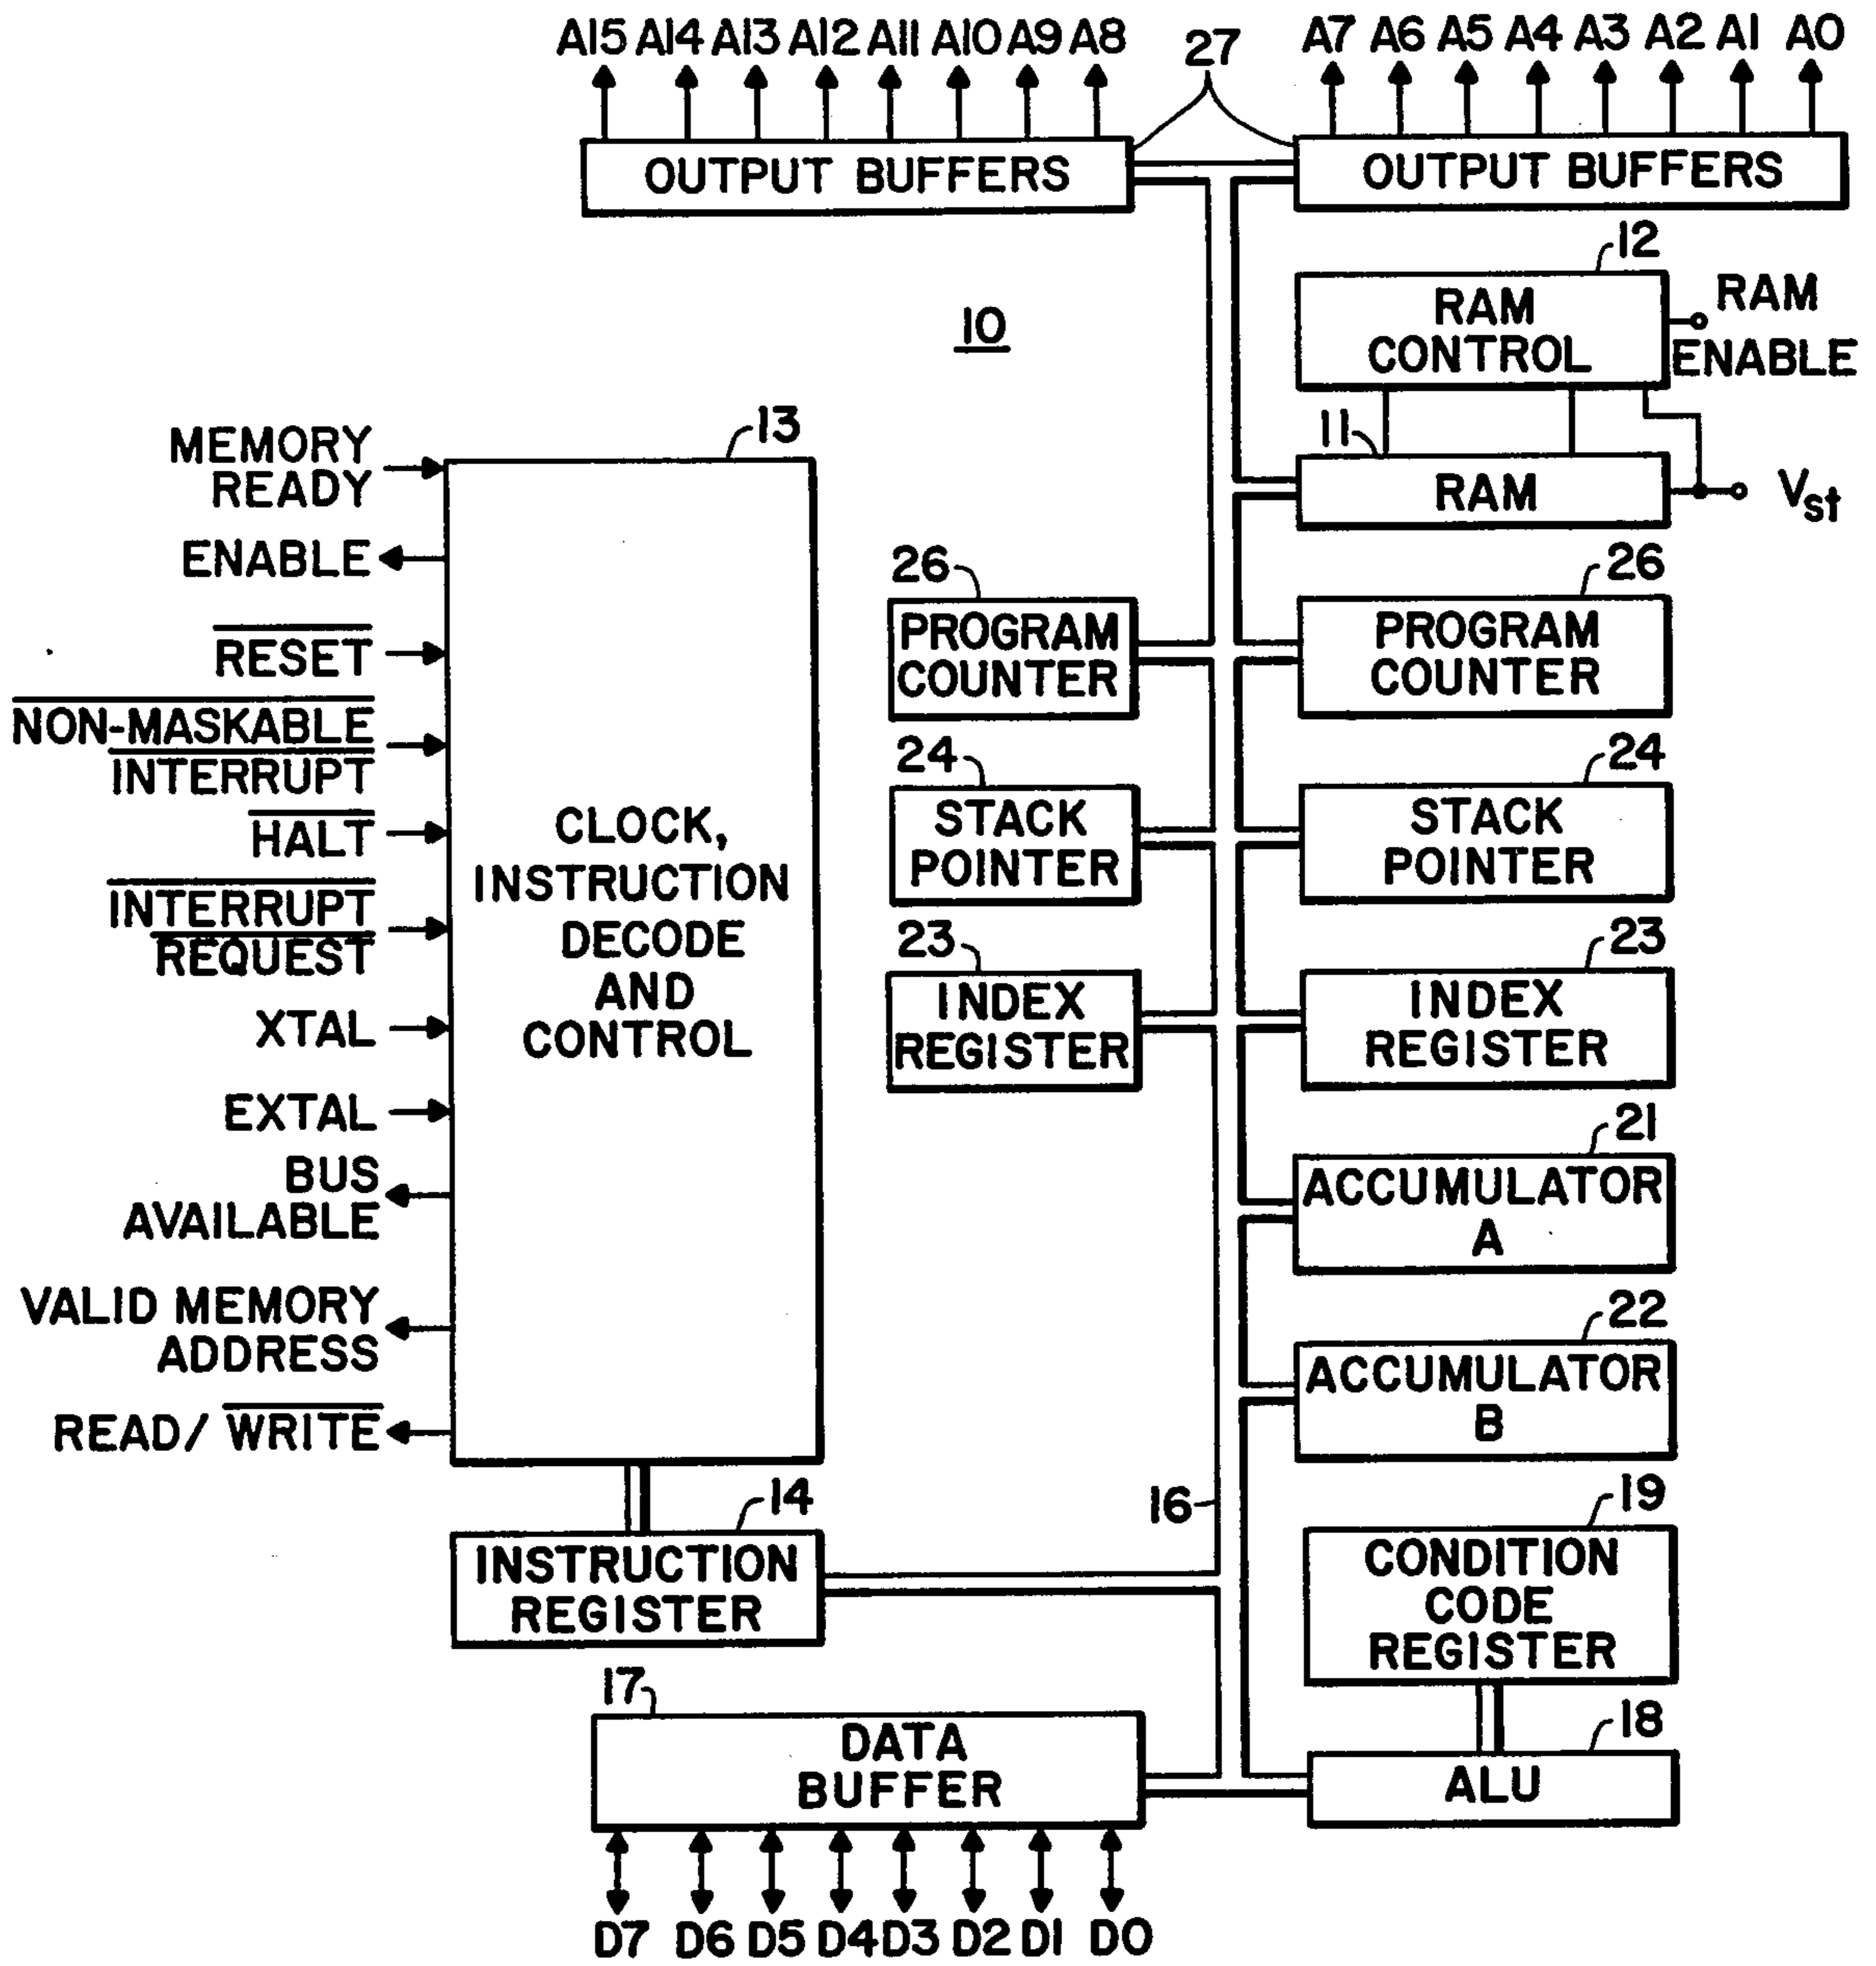 A15 A14 A13 A12 A11 A10 A9 A8
27
A7 A6 A5 A4 A3 A2 A1 A0
OUTPUT BUFFERS
OUTPUT BUFFERS
12
RAM
CONTROL
RAM
ENABLE
10
11
RAM
Vst
13
MEMORY
READY
ENABLE
RESET
NON-MASKABLE
INTERRUPT
HALT
INTERRUPT
REQUEST
XTAL
EXTAL
BUS
AVAILABLE
VALID MEMORY
ADDRESS
READ/ WRITE
CLOCK,
INSTRUCTION
DECODE
AND
CONTROL
26
PROGRAM
COUNTER
26
PROGRAM
COUNTER
24
STACK
POINTER
24
STACK
POINTER
23
INDEX
REGISTER
23
INDEX
REGISTER
21
ACCUMULATOR
A
22
ACCUMULATOR
B
16
14
INSTRUCTION
REGISTER
19
CONDITION
CODE
REGISTER
17
DATA
BUFFER
18
ALU
D7 D6 D5 D4 D3 D2 D1 D0